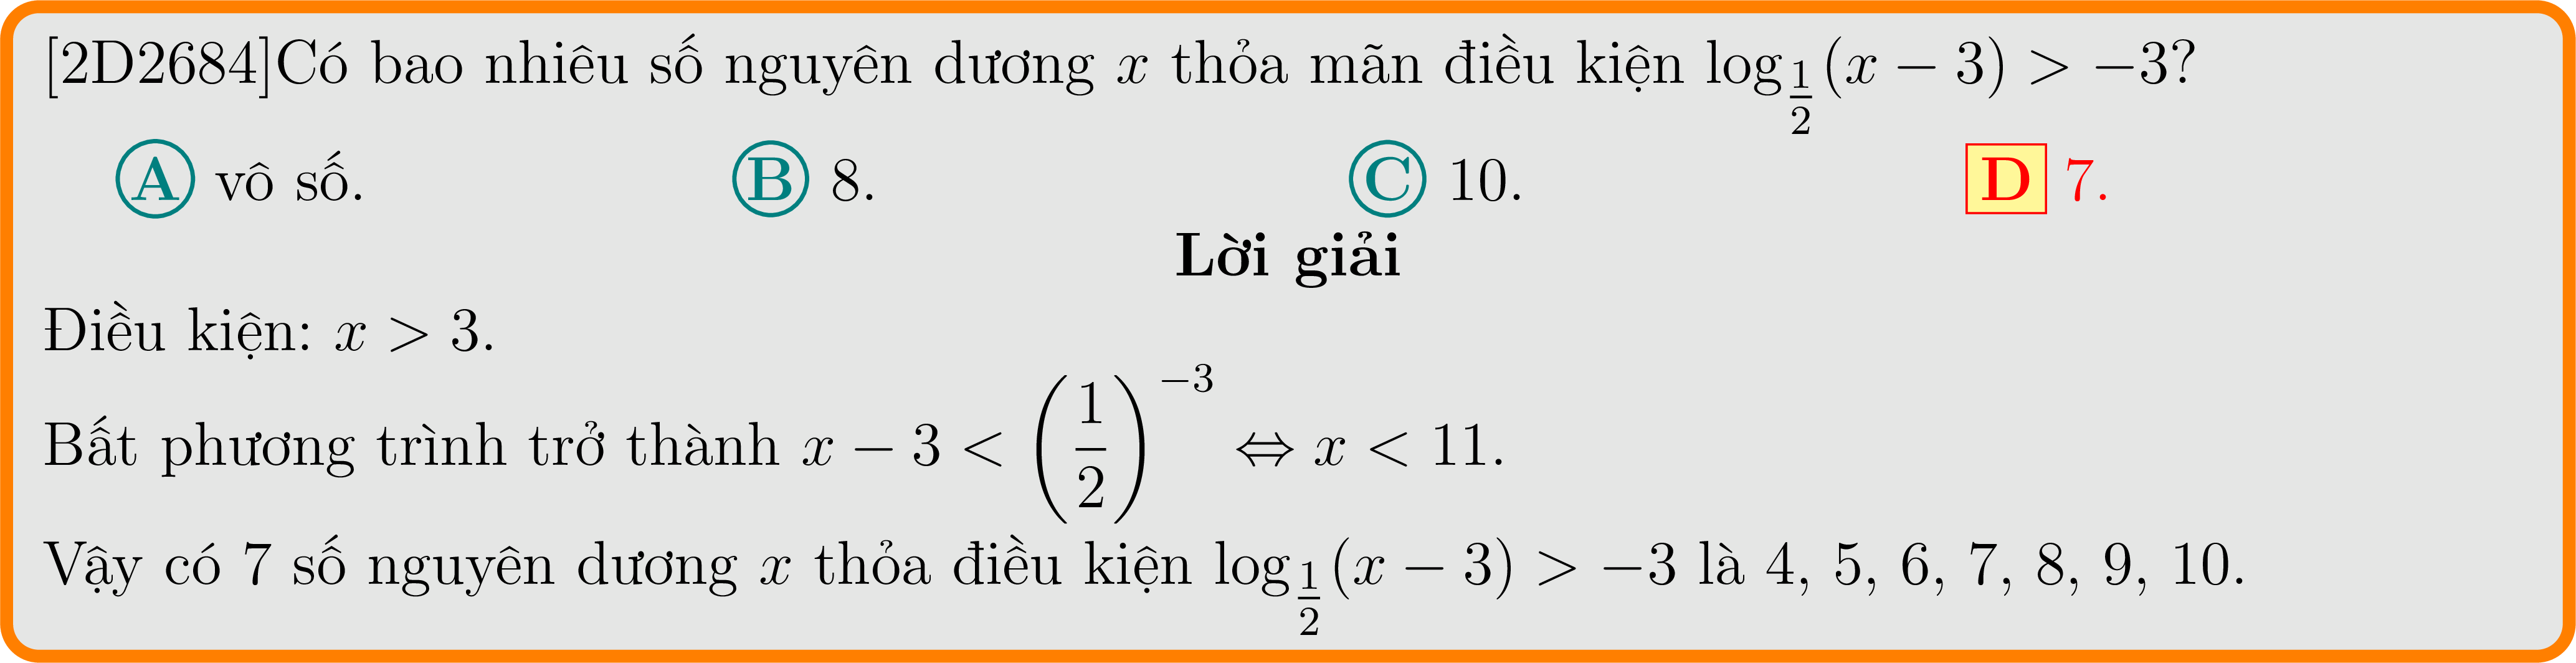 [2D2684]Có bao nhiêu số nguyên dương $x$ thỏa mãn điều kiện $\log_{\frac{1}{2}}(x - 3) > -3$?
A vô số. B 8. C 10. D 7.
Lời giải
Điều kiện: $x > 3$.
Bất phương trình trở thành $x - 3 < \left(\dfrac{1}{2}\right)^{-3} \Leftrightarrow x < 11$.
Vậy có 7 số nguyên dương $x$ thỏa điều kiện $\log_{\frac{1}{2}}(x - 3) > -3$ là 4, 5, 6, 7, 8, 9, 10.